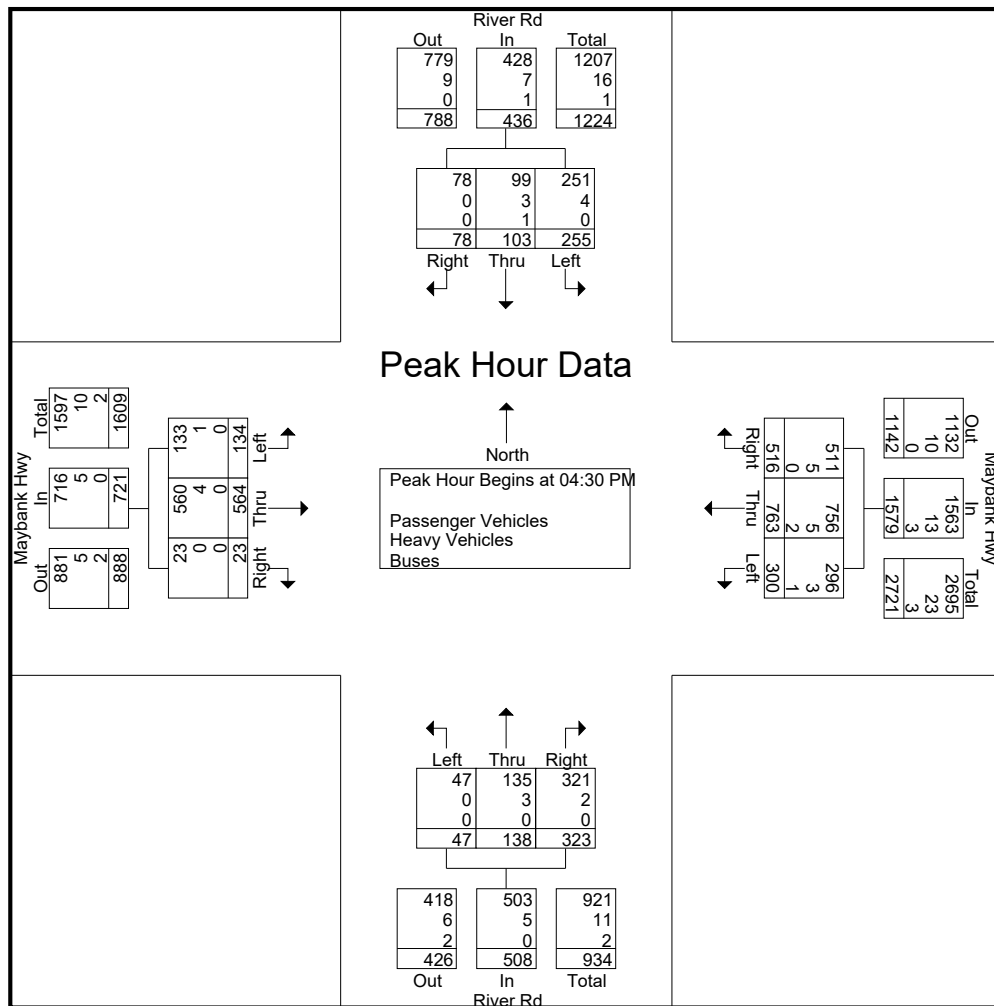 River Rd
Out In Total
779 428 1207
9 7 16
0 1 1
788 436 1224
78 99 251
0 3 4
0 1 0
78 103 255
Right Thru Left
Peak Hour Data
North
Peak Hour Begins at 04:30 PM
Passenger Vehicles
Heavy Vehicles
Buses
Maybank Hwy
Total
1597
10
2
1609
In
716
5
0
721
Out
881
5
2
888
133
1
0
134
Left
560
4
0
564
Thru
23
0
0
23
Right
Maybank Hwy
Out
1132
10
0
1142
In
1563
13
3
1579
Total
2695
23
3
2721
Right
511
5
0
516
Thru
756
5
2
763
Left
296
3
1
300
Left Thru Right
47 135 321
0 3 2
0 0 0
47 138 323
418 503 921
6 5 11
2 0 2
426 508 934
Out In Total
River Rd